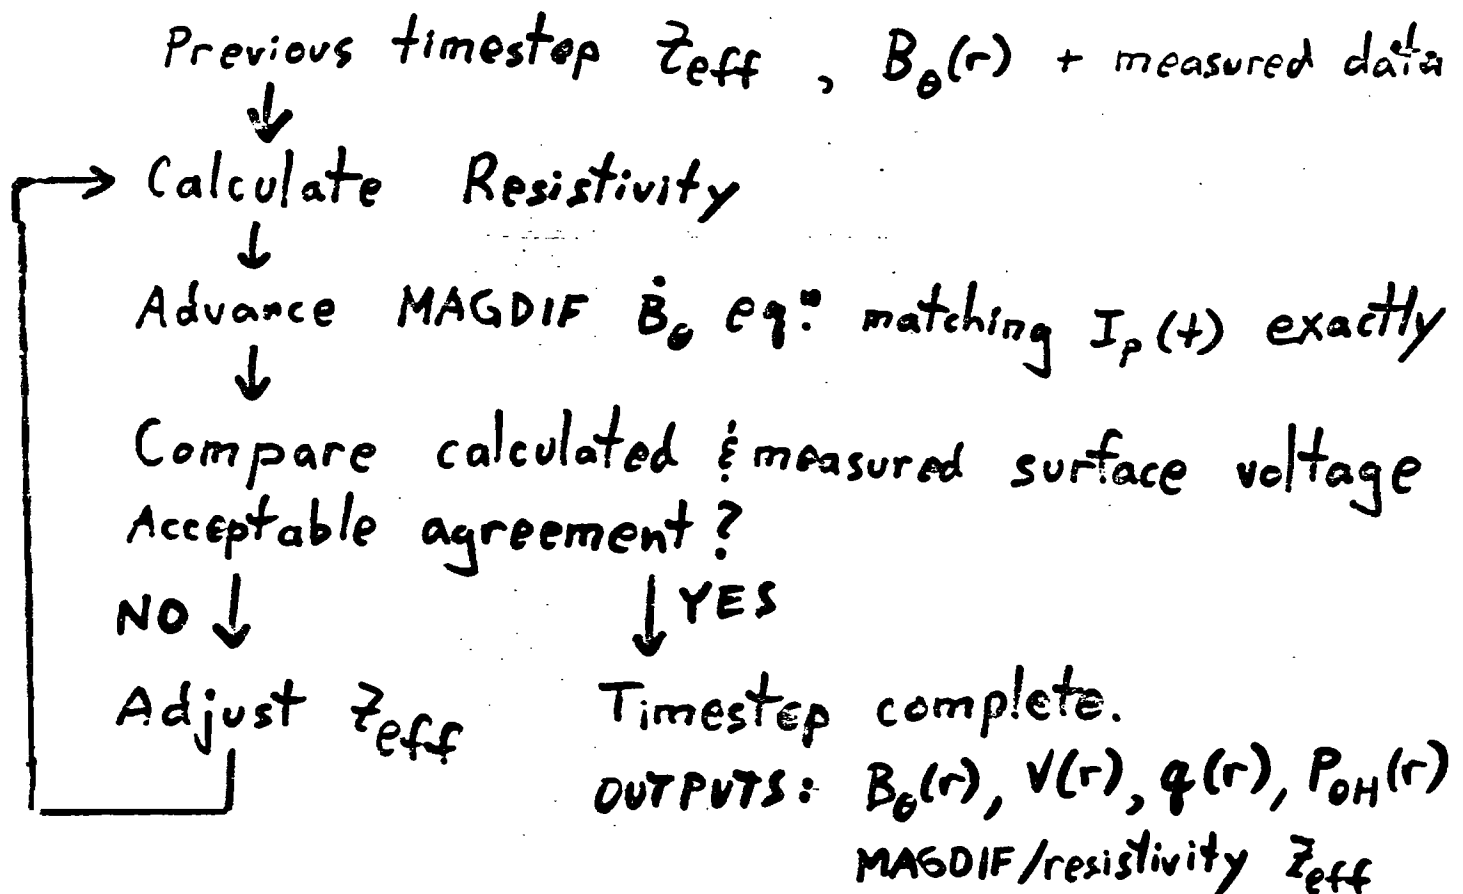 Previous timestep Zeff, Bθ(r) + measured data
↓
→ Calculate Resistivity
↓
Advance MAGDIF Ḃθ eqⁿ matching Ip(t) exactly
↓
Compare calculated & measured surface voltage
Acceptable agreement?
NO ↓ ↓ YES
Adjust Zeff Timestep complete.
OUTPUTS: Bθ(r), V(r), q(r), POH(r)
MAGDIF/resistivity Zeff